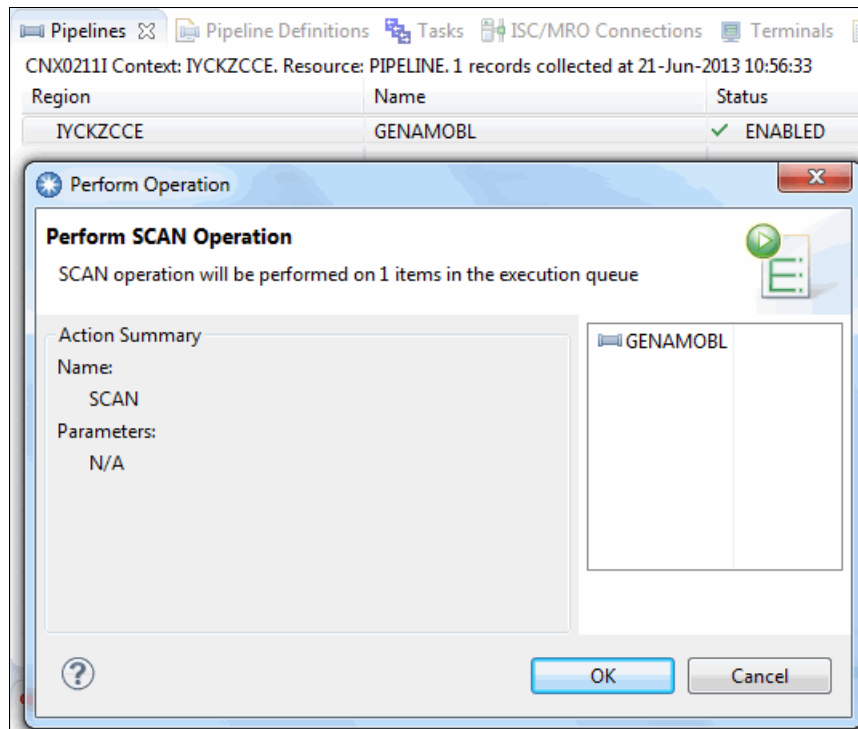 Pipelines Pipeline Definitions Tasks ISC/MRO Connections Terminals
CNX0211I Context: IYCKZCCE. Resource: PIPELINE. 1 records collected at 21-Jun-2013 10:56:33
Region Name Status
IYCKZCCE GENAMOBL ENABLED
Perform Operation
Perform SCAN Operation
SCAN operation will be performed on 1 items in the execution queue
Action Summary
GENAMOBL
Name:
SCAN
Parameters:
N/A
? OK Cancel